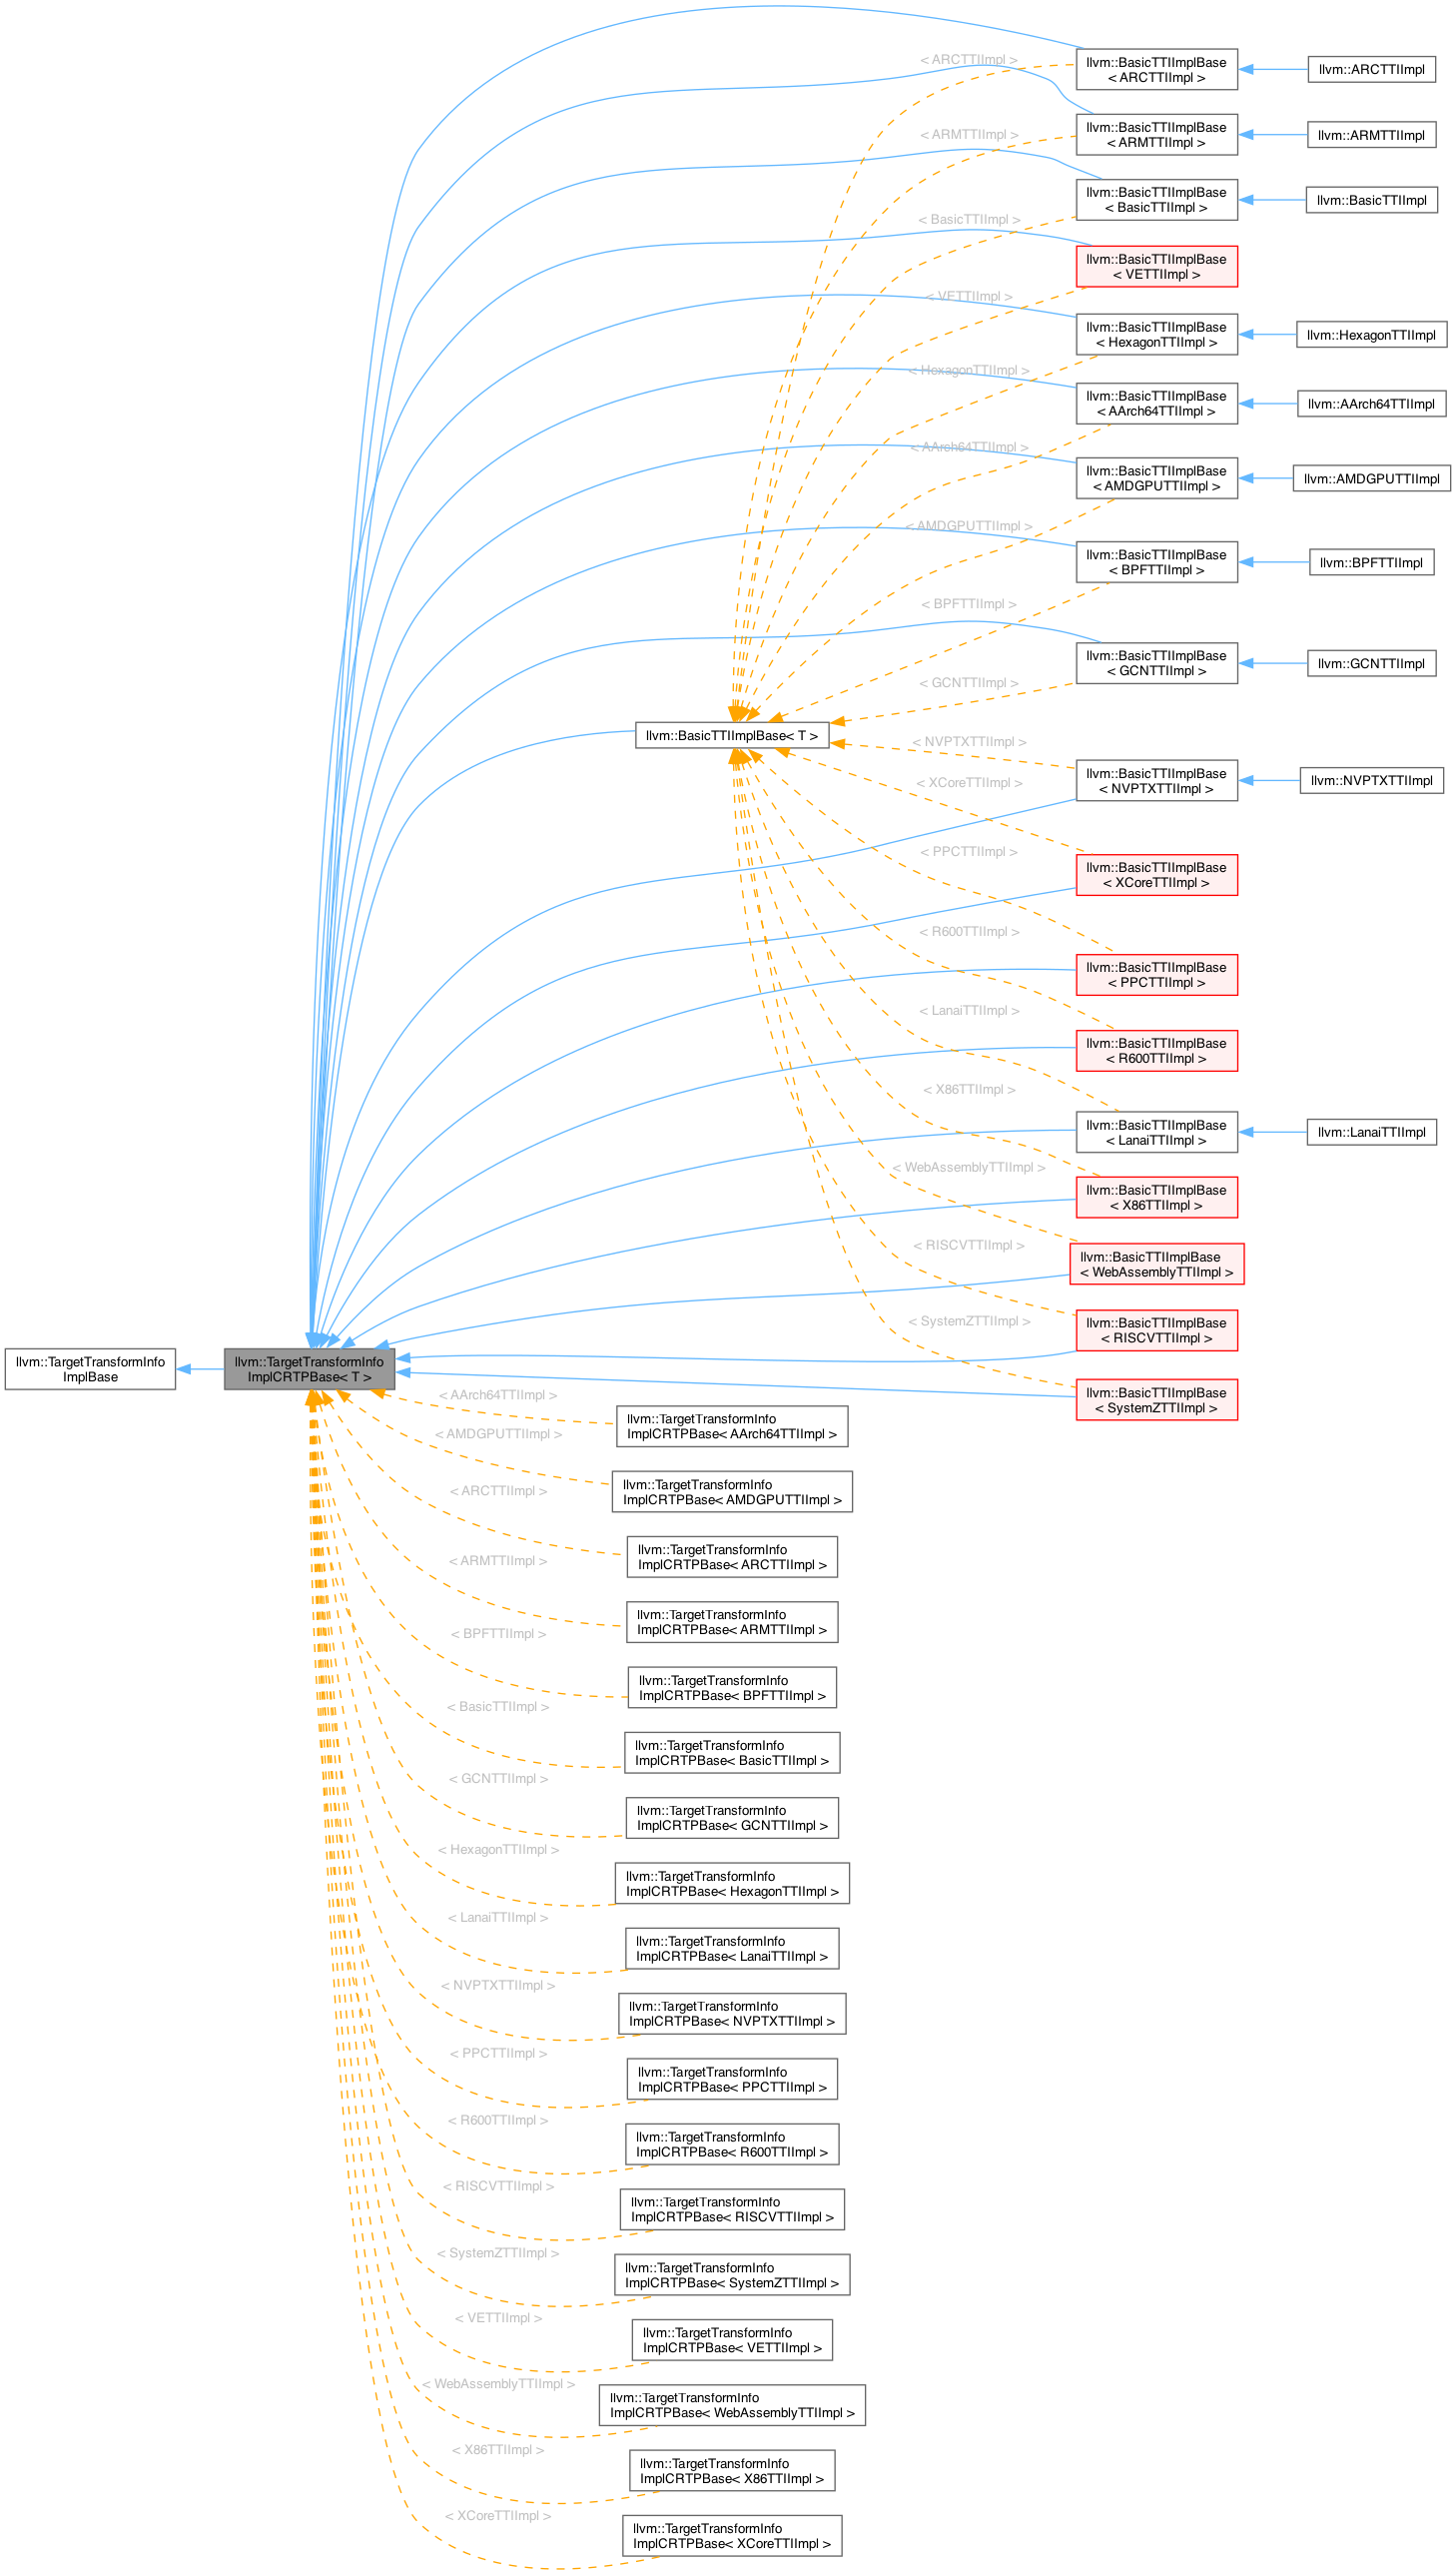 < ARCTTIImpl >
llvm::BasicTTIImplBase
< ARCTTIImpl >
llvm::ARCTTIImpl
< ARMTTIImpl >
llvm::BasicTTIImplBase
< ARMTTIImpl >
llvm::ARMTTIImpl
< BasicTTIImpl >
llvm::BasicTTIImplBase
< BasicTTIImpl >
llvm::BasicTTIImpl
< VETTIImpl >
llvm::BasicTTIImplBase
< VETTIImpl >
< HexagonTTIImpl >
llvm::BasicTTIImplBase
< HexagonTTIImpl >
llvm::HexagonTTIImpl
< AArch64TTIImpl >
llvm::BasicTTIImplBase
< AArch64TTIImpl >
llvm::AArch64TTIImpl
< AMDGPUTTIImpl >
llvm::BasicTTIImplBase
< AMDGPUTTIImpl >
llvm::AMDGPUTTIImpl
< BPFTTIImpl >
llvm::BasicTTIImplBase
< BPFTTIImpl >
llvm::BPFTTIImpl
< GCNTTIImpl >
llvm::BasicTTIImplBase
< GCNTTIImpl >
llvm::GCNTTIImpl
llvm::BasicTTIImplBase< T >
< NVPTXTTIImpl >
llvm::BasicTTIImplBase
< NVPTXTTIImpl >
llvm::NVPTXTTIImpl
< XCoreTTIImpl >
llvm::BasicTTIImplBase
< XCoreTTIImpl >
< PPCTTIImpl >
llvm::BasicTTIImplBase
< PPCTTIImpl >
< R600TTIImpl >
llvm::BasicTTIImplBase
< R600TTIImpl >
< LanaiTTIImpl >
llvm::BasicTTIImplBase
< LanaiTTIImpl >
llvm::LanaiTTIImpl
< X86TTIImpl >
llvm::BasicTTIImplBase
< X86TTIImpl >
< WebAssemblyTTIImpl >
llvm::BasicTTIImplBase
< WebAssemblyTTIImpl >
< RISCVTTIImpl >
llvm::BasicTTIImplBase
< RISCVTTIImpl >
< SystemZTTIImpl >
llvm::BasicTTIImplBase
< SystemZTTIImpl >
llvm::TargetTransformInfo
ImplBase
llvm::TargetTransformInfo
ImplCRTPBase< T >
< AArch64TTIImpl >
llvm::TargetTransformInfo
ImplCRTPBase< AArch64TTIImpl >
< AMDGPUTTIImpl >
llvm::TargetTransformInfo
ImplCRTPBase< AMDGPUTTIImpl >
< ARCTTIImpl >
llvm::TargetTransformInfo
ImplCRTPBase< ARCTTIImpl >
< ARMTTIImpl >
llvm::TargetTransformInfo
ImplCRTPBase< ARMTTIImpl >
< BPFTTIImpl >
llvm::TargetTransformInfo
ImplCRTPBase< BPFTTIImpl >
< BasicTTIImpl >
llvm::TargetTransformInfo
ImplCRTPBase< BasicTTIImpl >
< GCNTTIImpl >
llvm::TargetTransformInfo
ImplCRTPBase< GCNTTIImpl >
< HexagonTTIImpl >
llvm::TargetTransformInfo
ImplCRTPBase< HexagonTTIImpl >
< LanaiTTIImpl >
llvm::TargetTransformInfo
ImplCRTPBase< LanaiTTIImpl >
< NVPTXTTIImpl >
llvm::TargetTransformInfo
ImplCRTPBase< NVPTXTTIImpl >
< PPCTTIImpl >
llvm::TargetTransformInfo
ImplCRTPBase< PPCTTIImpl >
< R600TTIImpl >
llvm::TargetTransformInfo
ImplCRTPBase< R600TTIImpl >
< RISCVTTIImpl >
llvm::TargetTransformInfo
ImplCRTPBase< RISCVTTIImpl >
< SystemZTTIImpl >
llvm::TargetTransformInfo
ImplCRTPBase< SystemZTTIImpl >
< VETTIImpl >
llvm::TargetTransformInfo
ImplCRTPBase< VETTIImpl >
< WebAssemblyTTIImpl >
llvm::TargetTransformInfo
ImplCRTPBase< WebAssemblyTTIImpl >
< X86TTIImpl >
llvm::TargetTransformInfo
ImplCRTPBase< X86TTIImpl >
< XCoreTTIImpl >
llvm::TargetTransformInfo
ImplCRTPBase< XCoreTTIImpl >